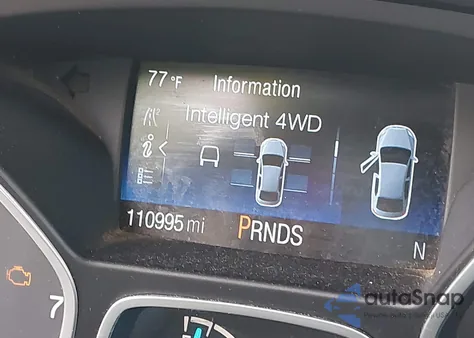 77°F Information
Intelligent 4WD
110995 mi PRNDS
N
7
autoSnap